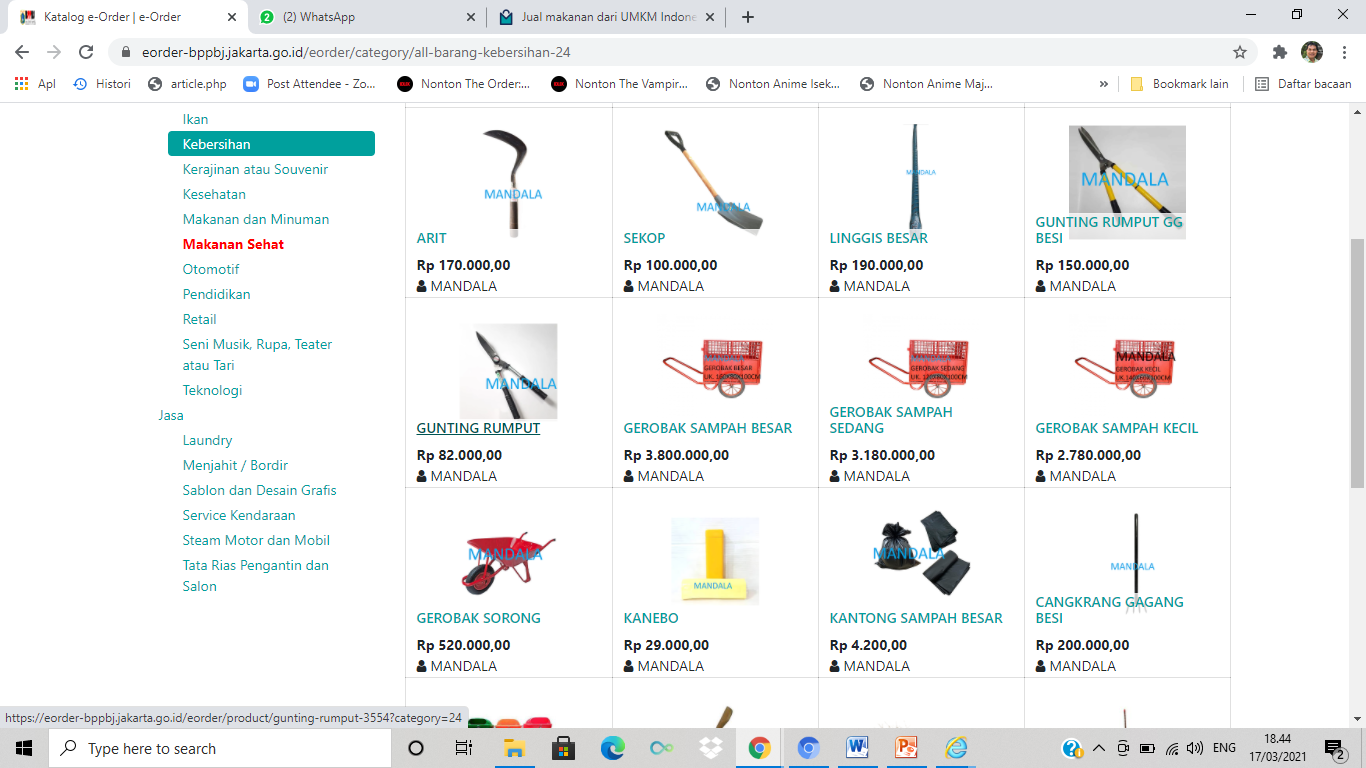 Katalog e-Order | e-Order
(2) WhatsApp
Jual makanan dari UMKM Indone
eorder-bppbj.jakarta.go.id/eorder/category/all-barang-kebersihan-24
Apl
Histori
article.php
Post Attendee - Zo...
Nonton The Order:...
Nonton The Vampir...
Nonton Anime Isek...
Nonton Anime Maj...
»
Bookmark lain
Daftar bacaan
Ikan
Kebersihan
Kerajinan atau Souvenir
Kesehatan
Makanan dan Minuman
Makanan Sehat
Otomotif
Pendidikan
Retail
Seni Musik, Rupa, Teater
atau Tari
Teknologi
Jasa
Laundry
Menjahit / Bordir
Sablon dan Desain Grafis
Service Kendaraan
Steam Motor dan Mobil
Tata Rias Pengantin dan
Salon
MANDALA
ARIT
Rp 170.000,00
MANDALA
MANDALA
SEKOP
Rp 100.000,00
MANDALA
MANDALA
LINGGIS BESAR
Rp 190.000,00
MANDALA
MANDALA
GUNTING RUMPUT GG
BESI
Rp 150.000,00
MANDALA
MANDALA
GUNTING RUMPUT
Rp 82.000,00
MANDALA
MANDALA
GEROBAK BESAR
GEROBAK SAMPAH BESAR
Rp 3.800.000,00
MANDALA
MANDALA
GEROBAK SEDANG
GEROBAK SAMPAH
SEDANG
Rp 3.180.000,00
MANDALA
MANDALA
GEROBAK KECIL
GEROBAK SAMPAH KECIL
Rp 2.780.000,00
MANDALA
MANDALA
GEROBAK SORONG
Rp 520.000,00
MANDALA
MANDALA
KANEBO
Rp 29.000,00
MANDALA
MANDALA
KANTONG SAMPAH BESAR
Rp 4.200,00
MANDALA
MANDALA
CANGKRANG GAGANG
BESI
Rp 200.000,00
MANDALA
https://eorder-bppbj.jakarta.go.id/eorder/product/gunting-rumput-3554?category=24
Type here to search
ENG
18.44
17/03/2021
2